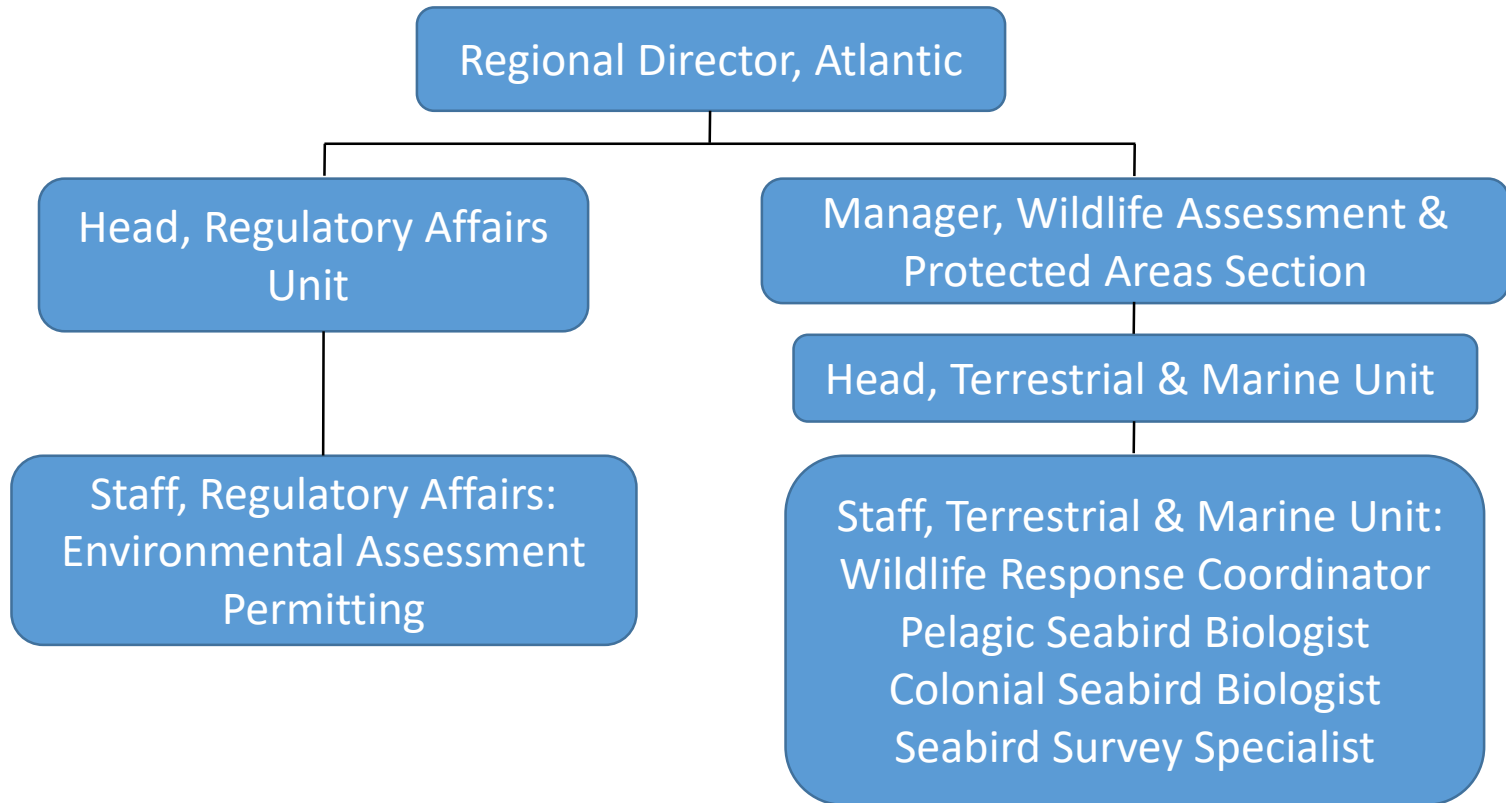 Regional Director, Atlantic
Head, Regulatory Affairs
Unit
Manager, Wildlife Assessment &
Protected Areas Section
Head, Terrestrial & Marine Unit
Staff, Regulatory Affairs:
Environmental Assessment
Permitting
Staff, Terrestrial & Marine Unit:
Wildlife Response Coordinator
Pelagic Seabird Biologist
Colonial Seabird Biologist
Seabird Survey Specialist